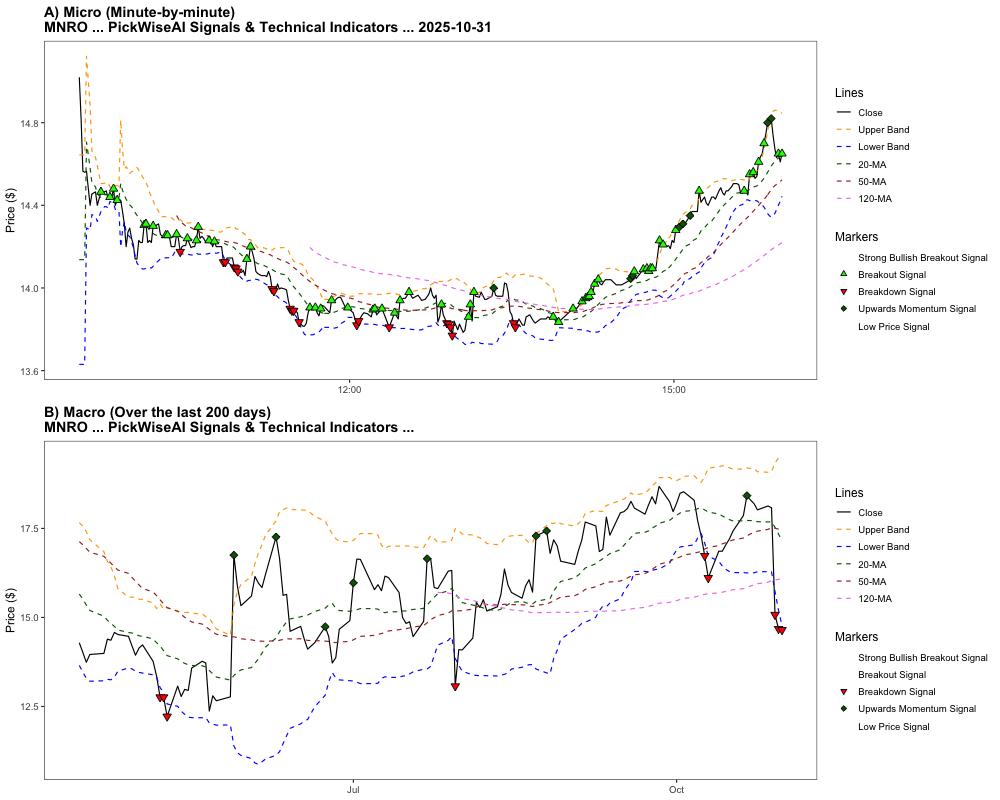 A) Micro (Minute-by-minute)
MNRO ... PickWiseAI Signals & Technical Indicators ... 2025-10-31
Price ($)
14.8
14.4
14.0
13.6
12:00
15:00
Lines
Close
Upper Band
Lower Band
20-MA
50-MA
120-MA
Markers
Strong Bullish Breakout Signal
Breakout Signal
Breakdown Signal
Upwards Momentum Signal
Low Price Signal
B) Macro (Over the last 200 days)
MNRO ... PickWiseAI Signals & Technical Indicators ...
Price ($)
17.5
15.0
12.5
Jul
Oct
Lines
Close
Upper Band
Lower Band
20-MA
50-MA
120-MA
Markers
Strong Bullish Breakout Signal
Breakout Signal
Breakdown Signal
Upwards Momentum Signal
Low Price Signal